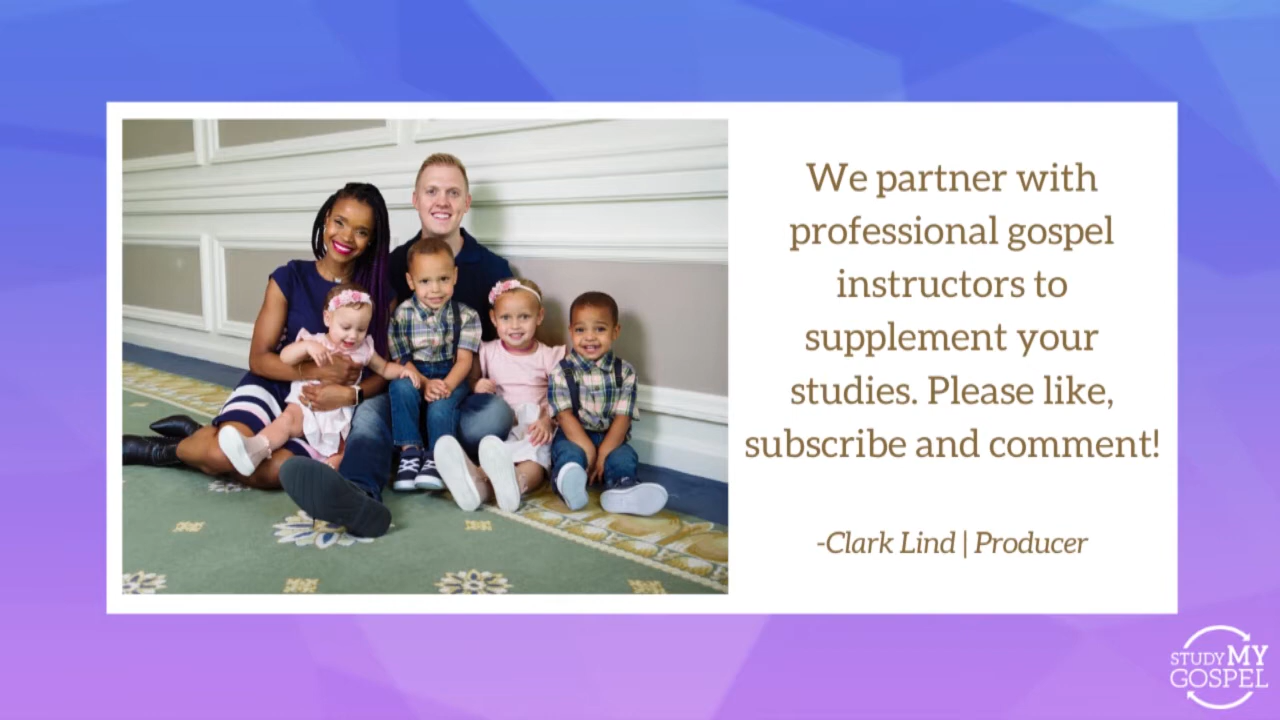 We partner with
professional gospel
instructors to
supplement your
studies. Please like,
subscribe and comment!
-Clark Lind | Producer
STUDY MY
GOSPEL